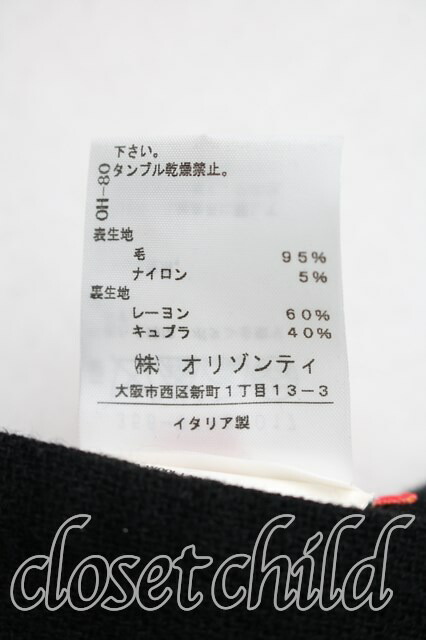 下さい。
タンブル乾燥禁止。
OH-80
表生地
毛 95%
ナイロン 5%
裏生地
レーヨン 60%
キュプラ 40%
(株) オリゾンティ
大阪市西区新町1丁目13-3
イタリア製
closet child